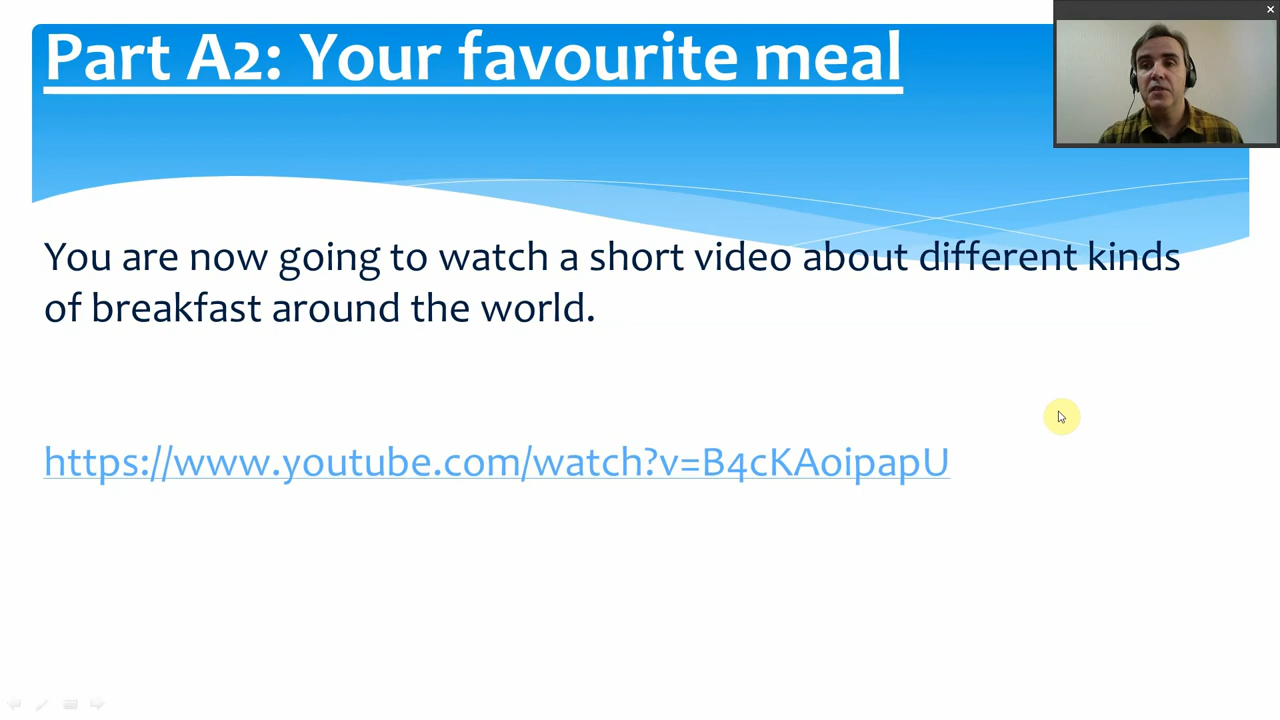 Part A2: Your favourite meal
You are now going to watch a short video about different kinds
of breakfast around the world.
https://www.youtube.com/watch?v=B4cKAoipapU